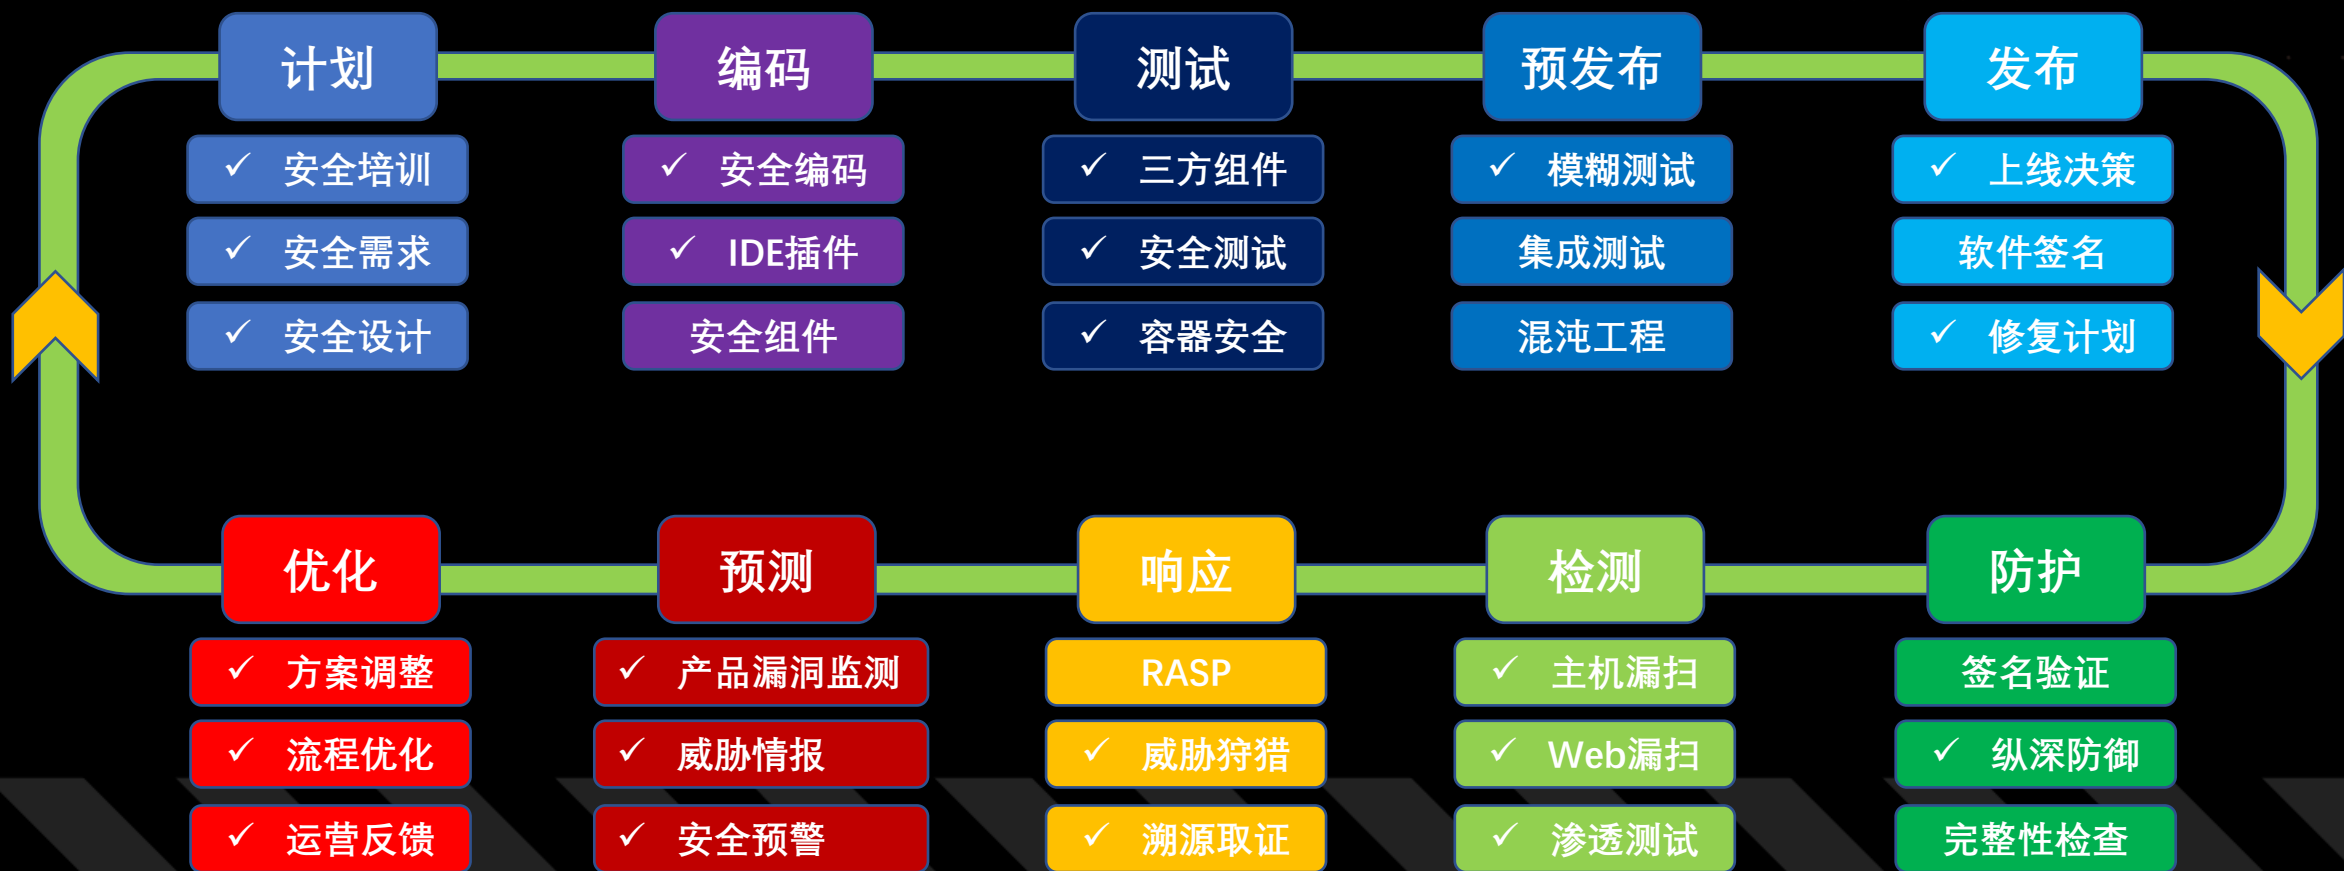 计划
编码
测试
预发布
发布
✓ 安全培训
✓ 安全编码
✓ 三方组件
✓ 模糊测试
✓ 上线决策
✓ 安全需求
✓ IDE插件
✓ 安全测试
集成测试
软件签名
✓ 安全设计
安全组件
✓ 容器安全
混沌工程
✓ 修复计划
优化
预测
响应
检测
防护
✓ 方案调整
✓ 产品漏洞监测
RASP
✓ 主机漏扫
签名验证
✓ 流程优化
✓ 威胁情报
✓ 威胁狩猎
✓ Web漏扫
✓ 纵深防御
✓ 运营反馈
✓ 安全预警
✓ 溯源取证
✓ 渗透测试
完整性检查